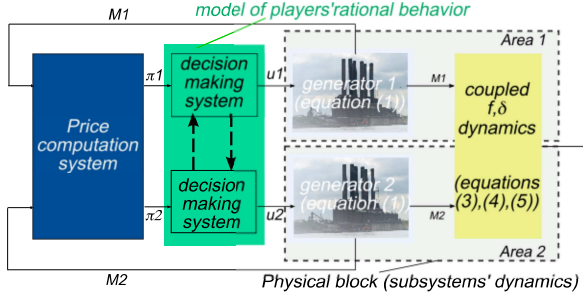 M1
model of players'rational behavior
Area 1
decision
making
system
generator 1
(equation (1))
π1
u1
M1
coupled
f,δ
dynamics
Price
computation
system
decision
making
system
generator 2
(equation (1))
π2
u2
M2
(equations
(3),(4),(5))
Area 2
M2
Physical block (subsystems' dynamics)